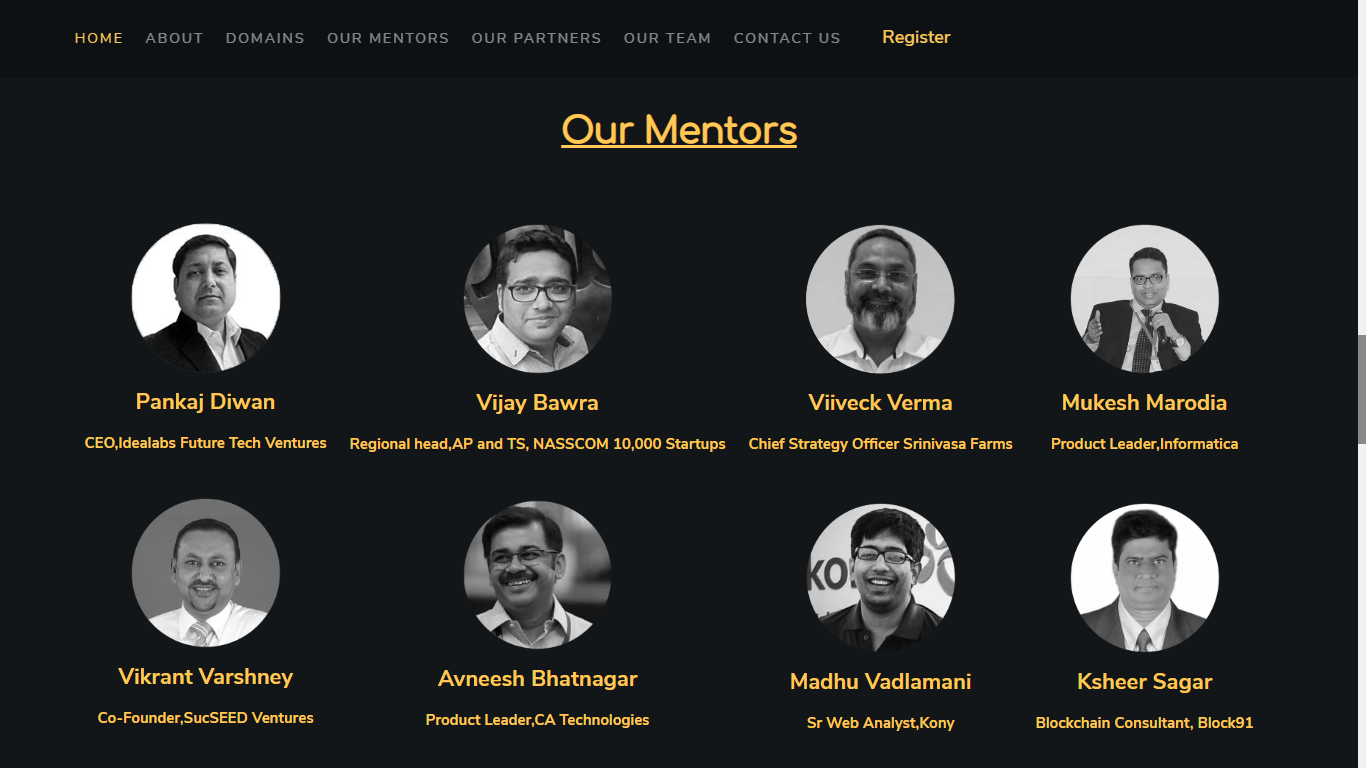 HOME ABOUT DOMAINS OUR MENTORS OUR PARTNERS OUR TEAM CONTACT US Register
Our Mentors
Pankaj Diwan
CEO,Idealabs Future Tech Ventures
Vijay Bawra
Regional head,AP and TS, NASSCOM 10,000 Startups
Viiveck Verma
Chief Strategy Officer Srinivasa Farms
Mukesh Marodia
Product Leader,Informatica
Vikrant Varshney
Co-Founder,SucSEED Ventures
Avneesh Bhatnagar
Product Leader,CA Technologies
KO
Madhu Vadlamani
Sr Web Analyst,Kony
Ksheer Sagar
Blockchain Consultant, Block91